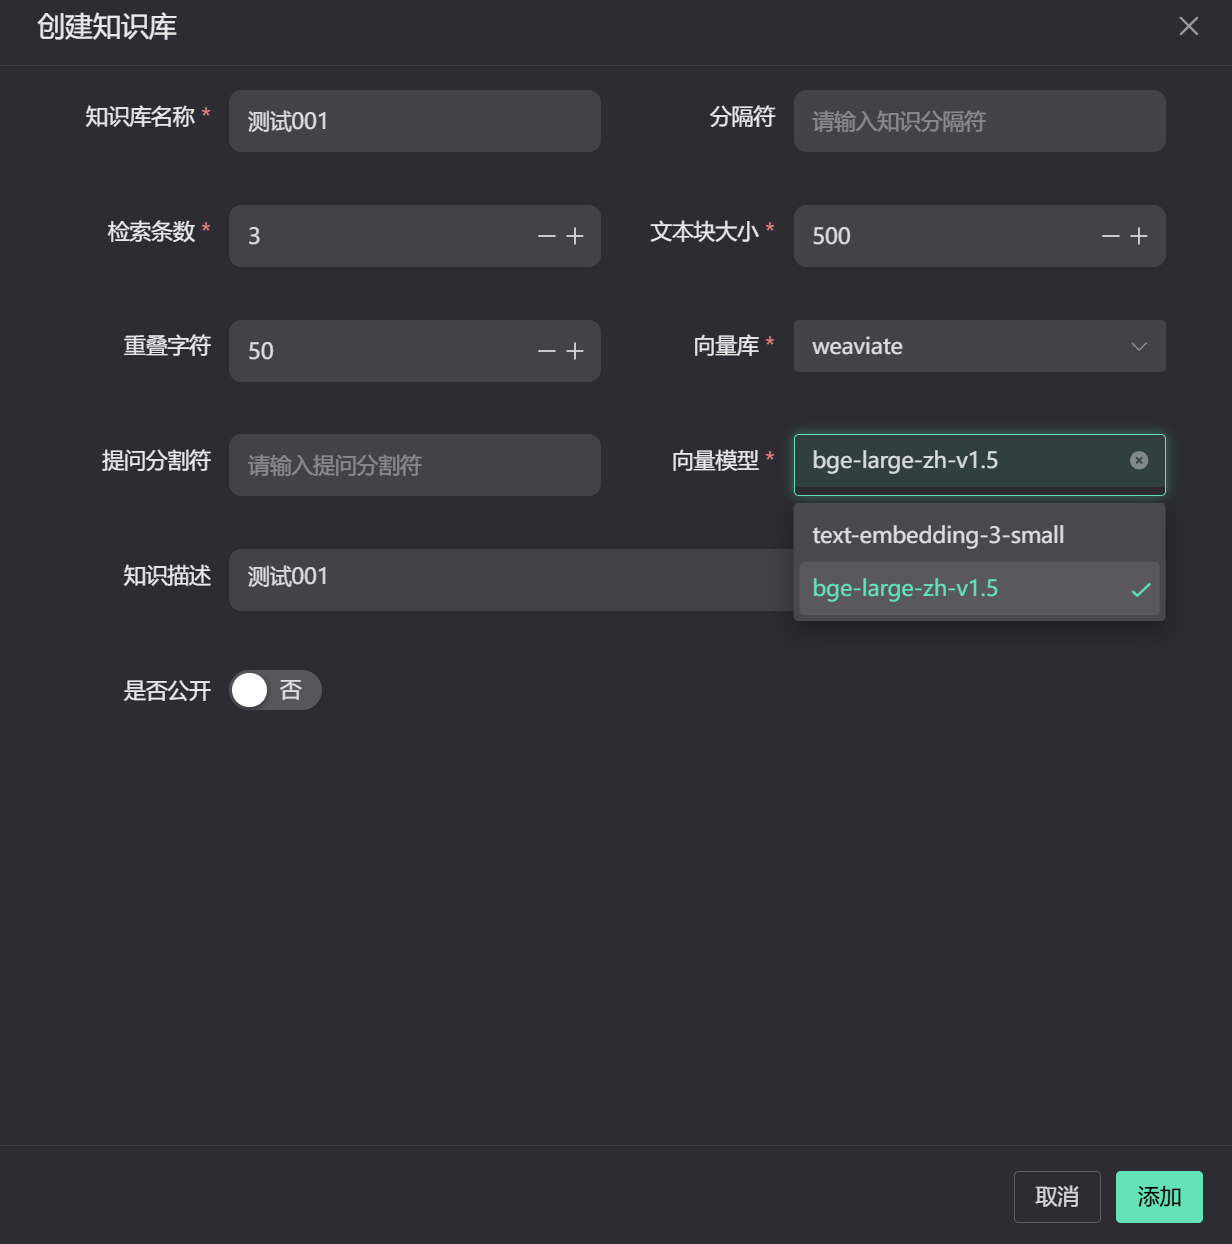 创建知识库
知识库名称 * 测试001 分隔符 请输入知识分隔符
检索条数 * 3 文本块大小 * 500
重叠字符 50 向量库 * weaviate
提问分割符 请输入提问分割符 向量模型 * bge-large-zh-v1.5
text-embedding-3-small
知识描述 测试001 bge-large-zh-v1.5
是否公开 否
取消 添加